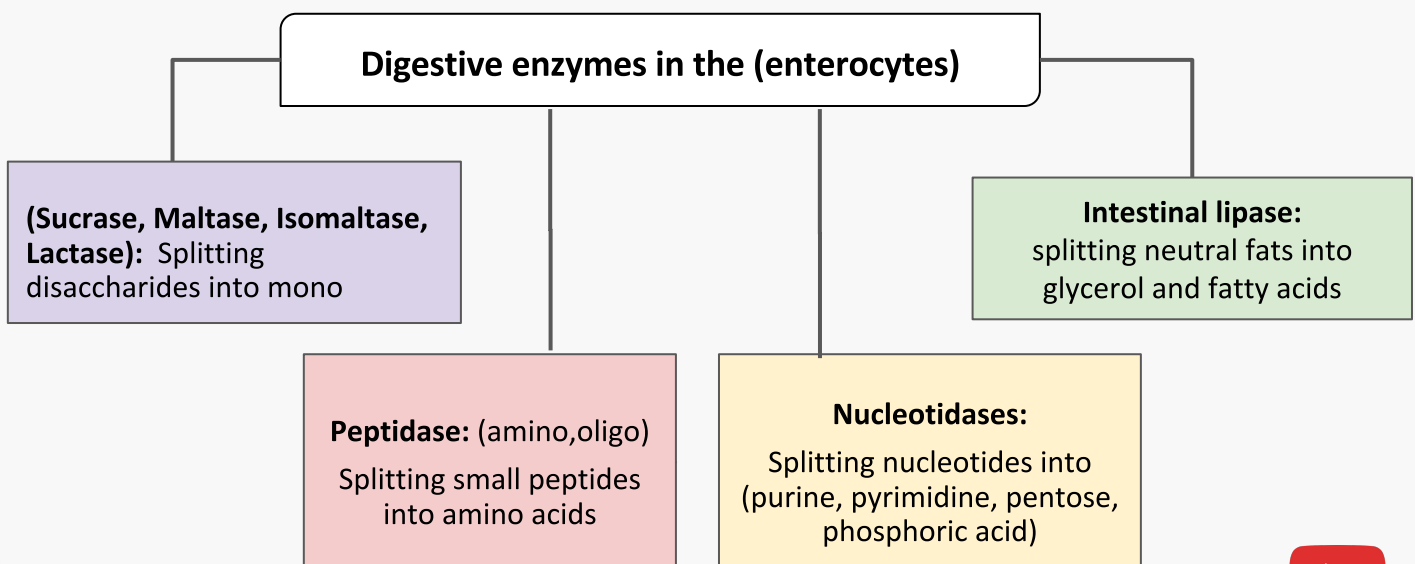 Digestive enzymes in the (enterocytes)
(Sucrase, Maltase, Isomaltase,
Lactase):  Splitting
disaccharides into mono
Intestinal lipase:
splitting neutral fats into
glycerol and fatty acids
Peptidase: (amino,oligo)
Splitting small peptides
into amino acids
Nucleotidases:
Splitting nucleotides into
(purine, pyrimidine, pentose,
phosphoric acid)